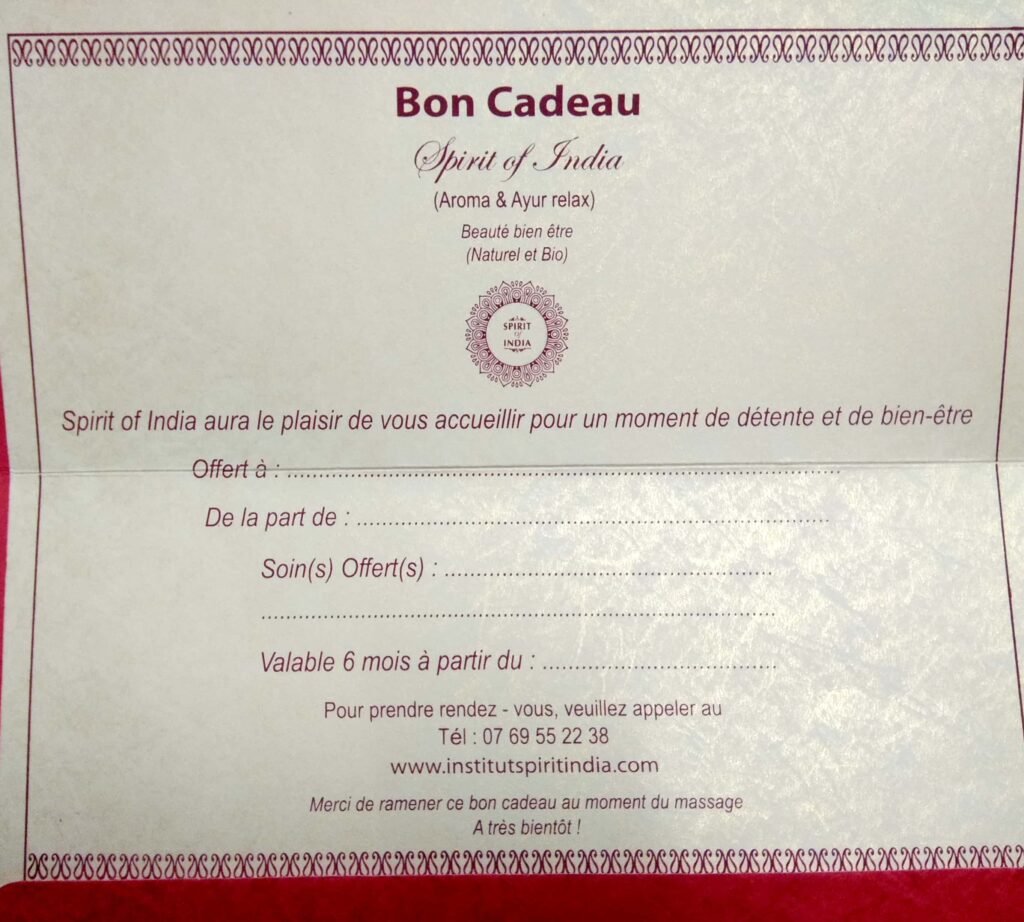 Bon Cadeau
Spirit of India
(Aroma & Ayur relax)
Beauté bien être
(Naturel et Bio)
SPIRIT
of
INDIA
Spirit of India aura le plaisir de vous accueillir pour un moment de détente et de bien-être
Offert à : ................................................................................................
De la part de : ..................................................................................
Soin(s) Offert(s) : .........................................................
.........................................................................................
Valable 6 mois à partir du : .........................................
Pour prendre rendez - vous, veuillez appeler au
Tél : 07 69 55 22 38
www.institutspiritindia.com
Merci de ramener ce bon cadeau au moment du massage
A très bientôt !